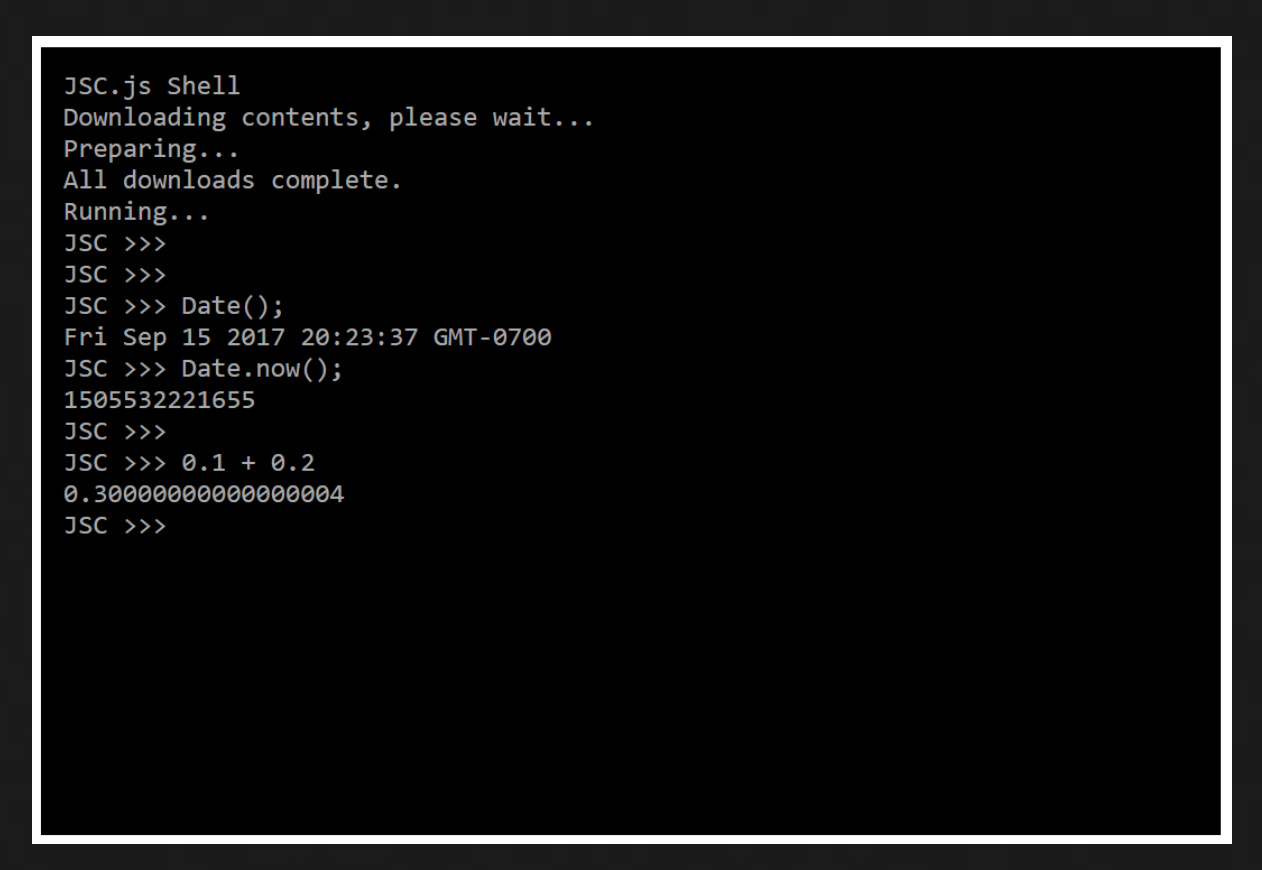 JSC.js Shell
Downloading contents, please wait...
Preparing...
All downloads complete.
Running...
JSC >>>
JSC >>>
JSC >>> Date();
Fri Sep 15 2017 20:23:37 GMT-0700
JSC >>> Date.now();
1505532221655
JSC >>>
JSC >>> 0.1 + 0.2
0.30000000000000004
JSC >>>